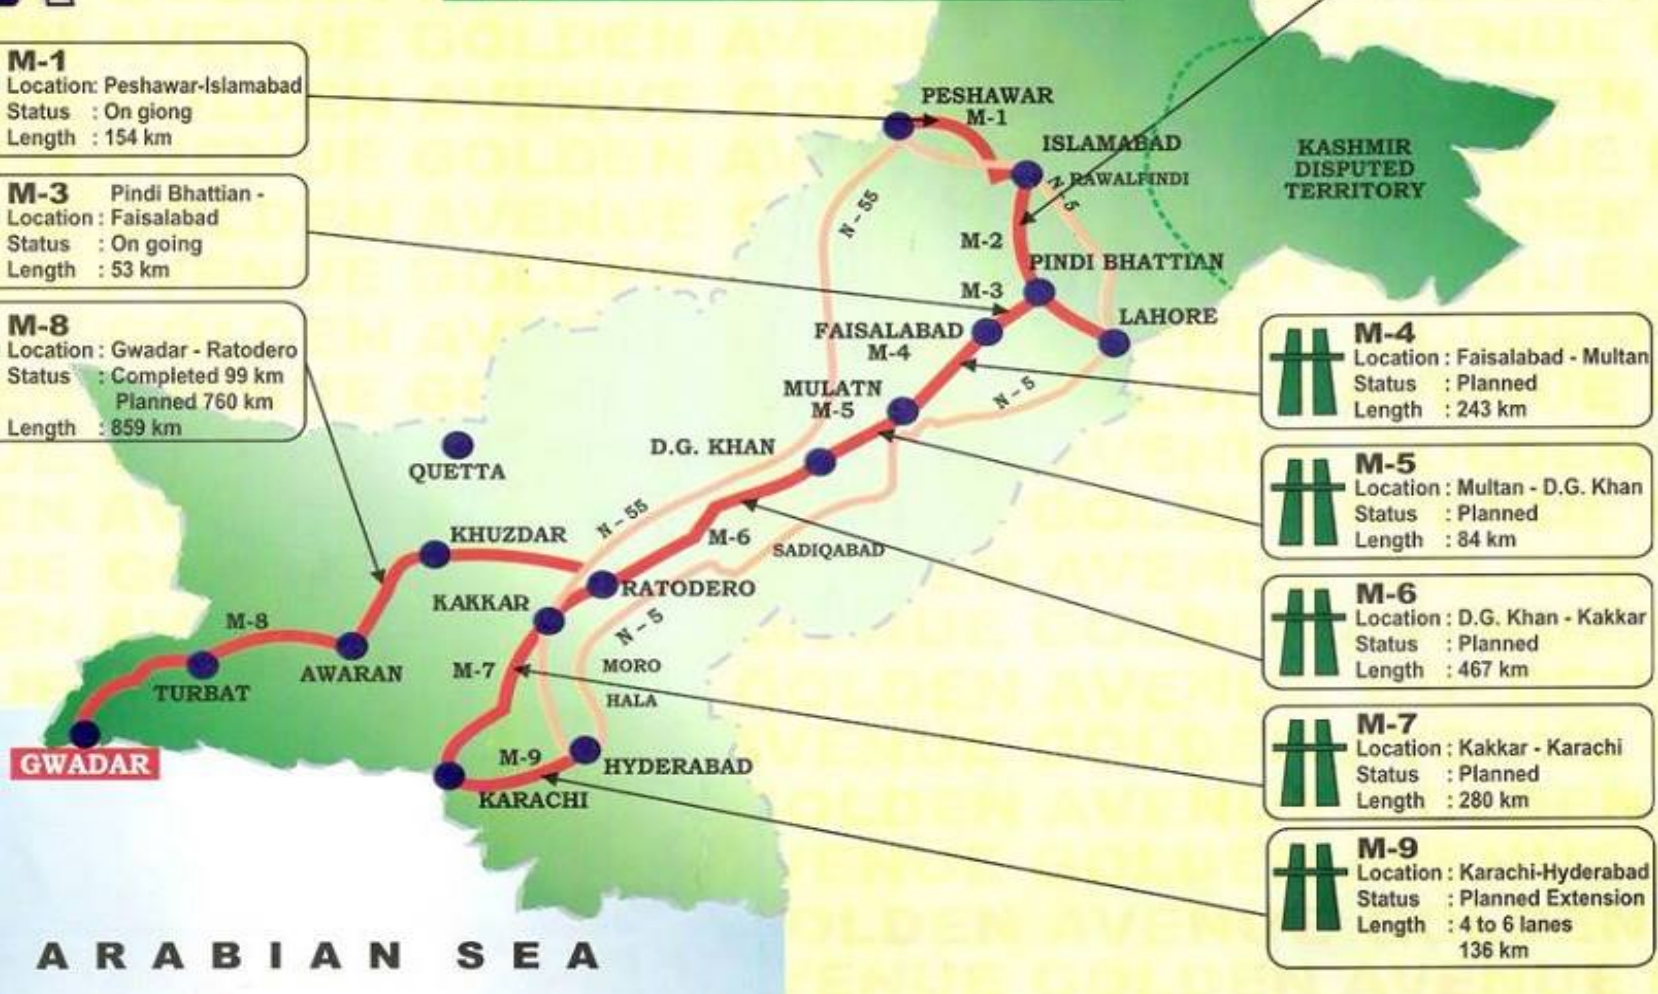 M-1
Location: Peshawar-Islamabad
Status : On giong
Length : 154 km
M-3 Pindi Bhattian -
Location : Faisalabad
Status : On going
Length : 53 km
M-8
Location : Gwadar - Ratodero
Status : Completed 99 km
Planned 760 km
Length : 859 km
PESHAWAR
M-1
ISLAMABAD
RAWALPINDI
N-5
N-55
KASHMIR
DISPUTED
TERRITORY
M-2
PINDI BHATTIAN
M-3
LAHORE
FAISALABAD
M-4
MULATN
M-5
N-5
D.G. KHAN
QUETTA
N-55
KHUZDAR
M-6
SADIQABAD
RATODERO
KAKKAR
N-5
M-8
MORO
M-7
AWARAN
TURBAT
HALA
GWADAR
M-9
HYDERABAD
KARACHI
ARABIAN SEA
M-4
Location : Faisalabad - Multan
Status : Planned
Length : 243 km
M-5
Location : Multan - D.G. Khan
Status : Planned
Length : 84 km
M-6
Location : D.G. Khan - Kakkar
Status : Planned
Length : 467 km
M-7
Location : Kakkar - Karachi
Status : Planned
Length : 280 km
M-9
Location : Karachi-Hyderabad
Status : Planned Extension
Length : 4 to 6 lanes
136 km
GOLDEN AVENUE